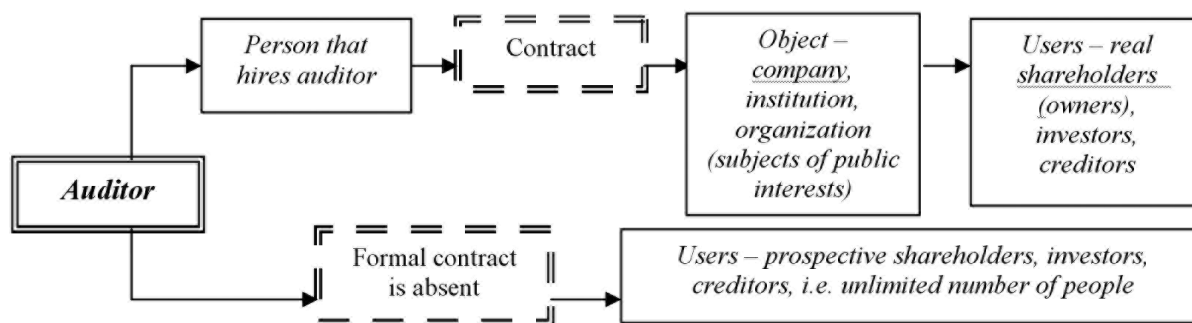 Person that
hires auditor
Contract
Object –
company,
institution,
organization
(subjects of public
interests)
Users – real
shareholders
(owners),
investors,
creditors
Auditor
Formal contract
is absent
Users – prospective shareholders, investors,
creditors, i.e. unlimited number of people